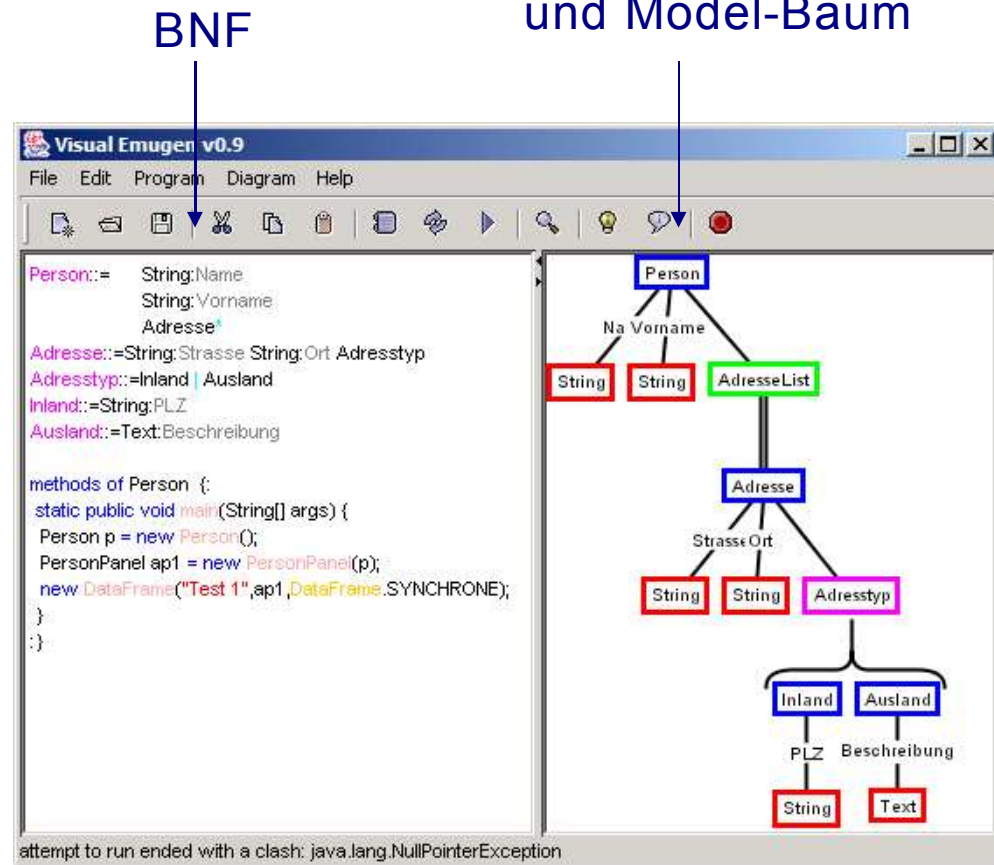 BNF
und Model-Baum
Visual Emugen v0.9
File Edit Program Diagram Help
Person::= String:Name
String:Vorname
Adresse*
Adresse::=String:Strasse String:Ort Adresstyp
Adresstyp::=Inland | Ausland
Inland::=String:PLZ
Ausland::=Text:Beschreibung
methods of Person {:
static public void main(String[] args) {
Person p = new Person();
PersonPanel ap1 = new PersonPanel(p);
new DataFrame("Test 1",ap1,DataFrame.SYNCHRONE);
}
:}
Person
Na Vorname
String String AdresseList
Adresse
Strasse Ort
String String Adresstyp
Inland Ausland
PLZ Beschreibung
String Text
attempt to run ended with a clash: java.lang.NullPointerException